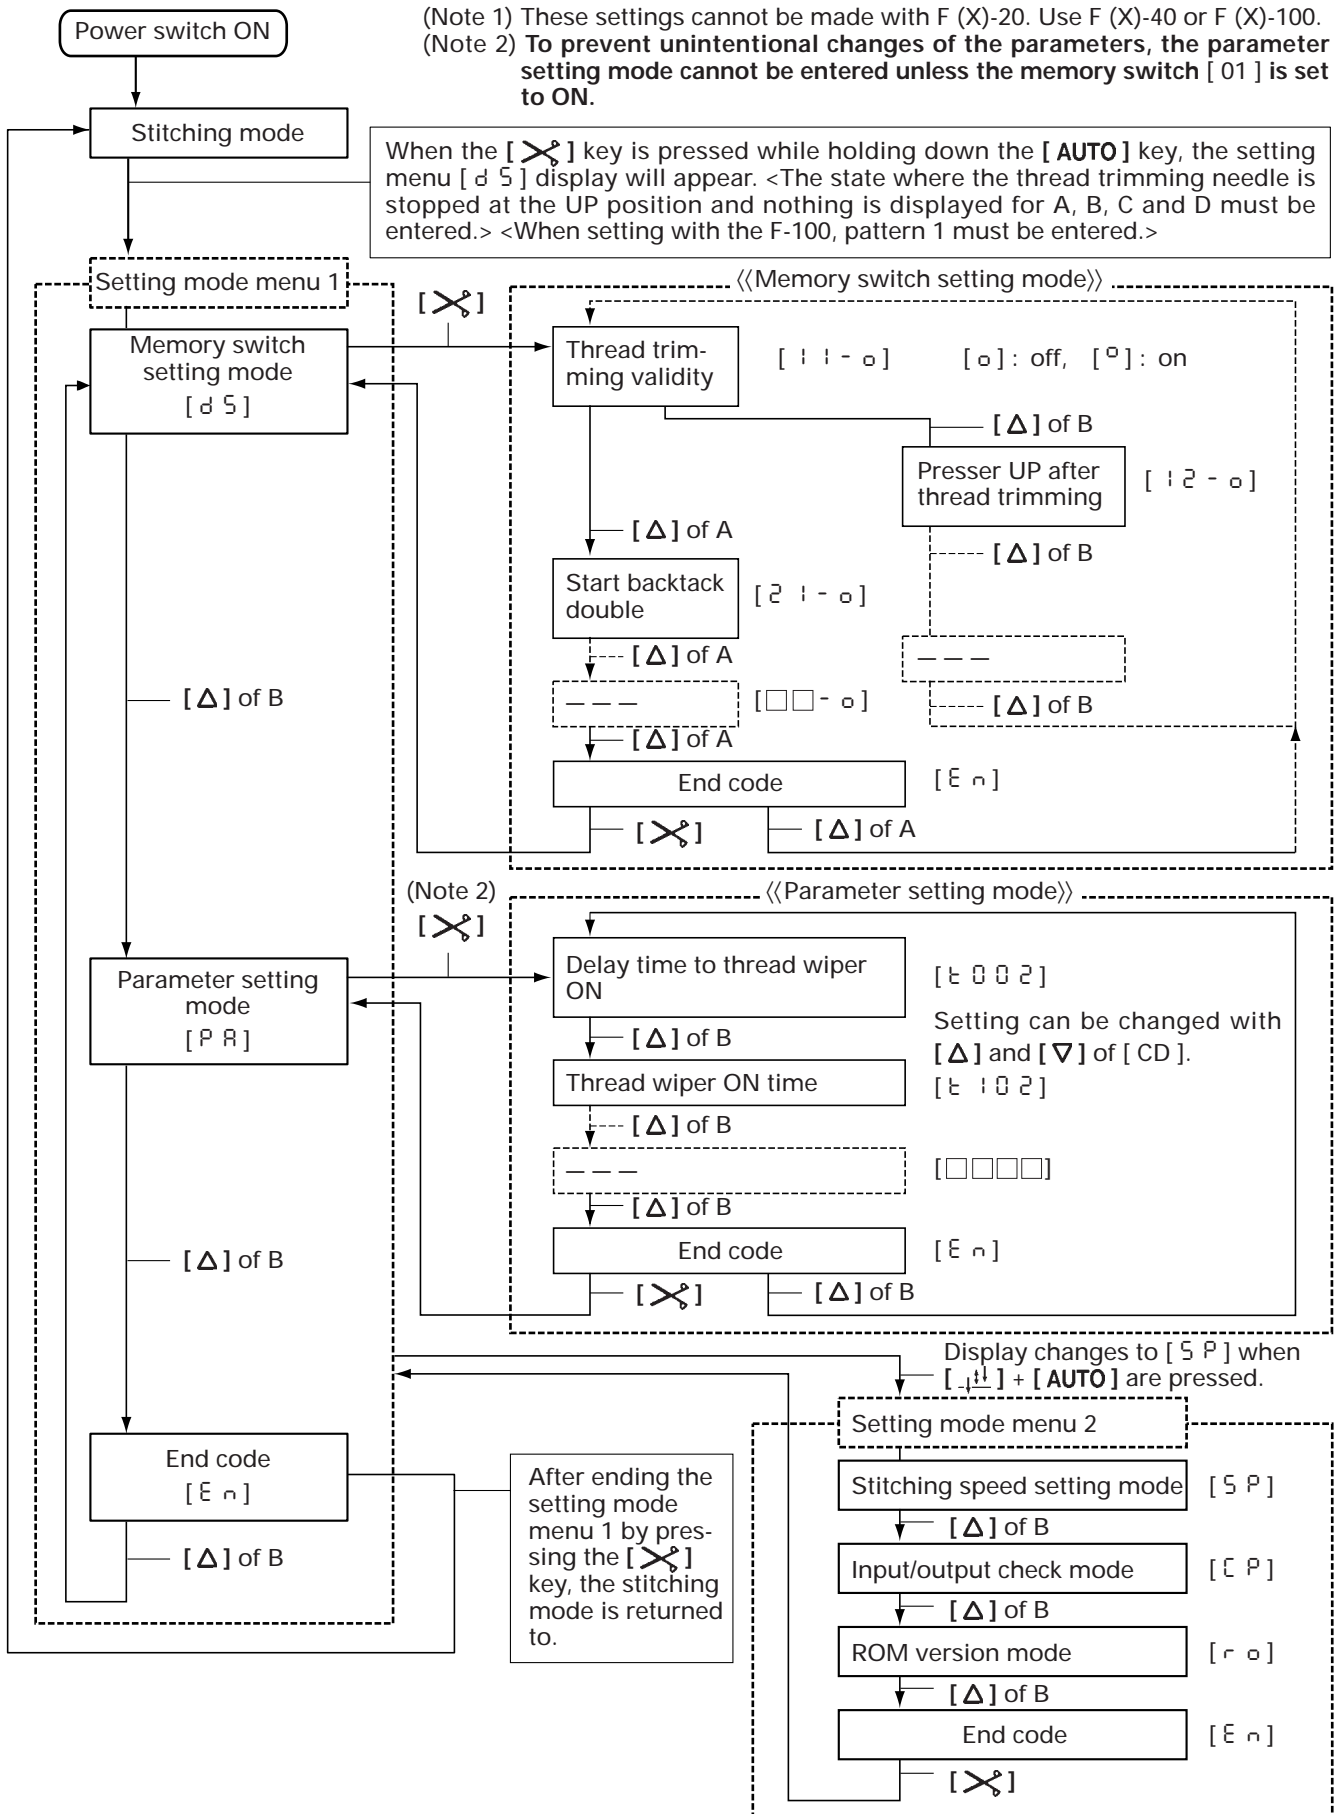 Power switch ON
(Note 1) These settings cannot be made with F (X)-20. Use F (X)-40 or F (X)-100.
(Note 2) To prevent unintentional changes of the parameters, the parameter
setting mode cannot be entered unless the memory switch [ 01 ] is set
to ON.
Stitching mode
When the [ ] key is pressed while holding down the [ AUTO ] key, the setting
menu [ d 5 ] display will appear. <The state where the thread trimming needle is
stopped at the UP position and nothing is displayed for A, B, C and D must be
entered.> <When setting with the F-100, pattern 1 must be entered.>
Setting mode menu 1
[ ]
《Memory switch setting mode》
Memory switch
setting mode
[ d 5 ]
Thread trim-
ming validity
[ 1 1 - o ]
[ o ] : off, [ o ] : on
[ △ ] of B
Presser UP after
thread trimming
[ 1 2 - o ]
[ △ ] of A
[ △ ] of B
Start backtack
double
[ 2 1 - o ]
[ △ ] of A
— — —
[ △ ] of B
— — —
[ □ □ - o ]
[ △ ] of B
[ △ ] of A
End code
[ E n ]
[ ]
[ △ ] of A
(Note 2)
[ ]
《Parameter setting mode》
Parameter setting
mode
[ P A ]
Delay time to thread wiper
ON
[ t 0 0 2 ]
Setting can be changed with
[ △ ] and [ ▽ ] of [ CD ].
[ △ ] of B
Thread wiper ON time
[ t 1 0 2 ]
[ △ ] of B
— — —
[ □ □ □ □ ]
[ △ ] of B
[ △ ] of B
End code
[ E n ]
[ ]
[ △ ] of B
Display changes to [ 5 P ] when
[ ] + [ AUTO ] are pressed.
Setting mode menu 2
End code
[ E n ]
[ △ ] of B
After ending the
setting mode
menu 1 by pres-
sing the [ ]
key, the stitching
mode is returned
to.
Stitching speed setting mode
[ 5 P ]
[ △ ] of B
Input/output check mode
[ C P ]
[ △ ] of B
ROM version mode
[ r o ]
[ △ ] of B
End code
[ E n ]
[ ]